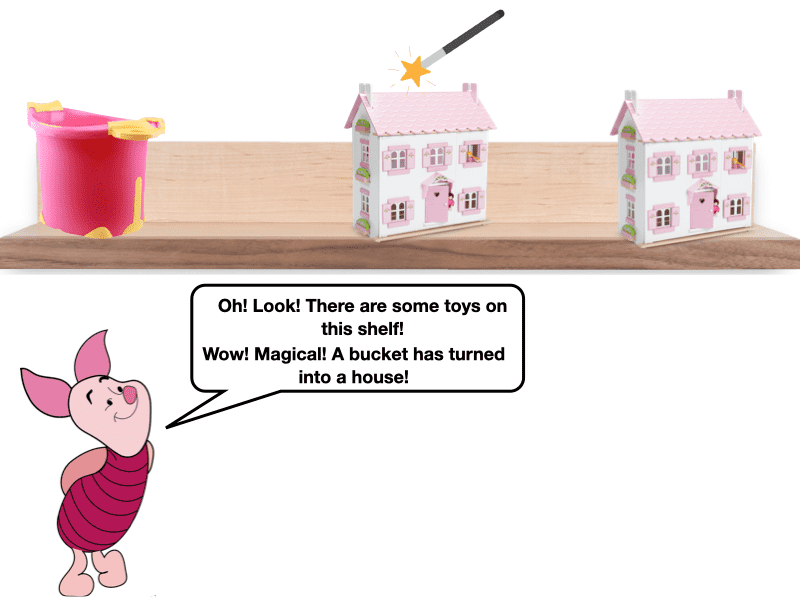 Oh! Look! There are some toys on
this shelf!
Wow! Magical! A bucket has turned
into a house!